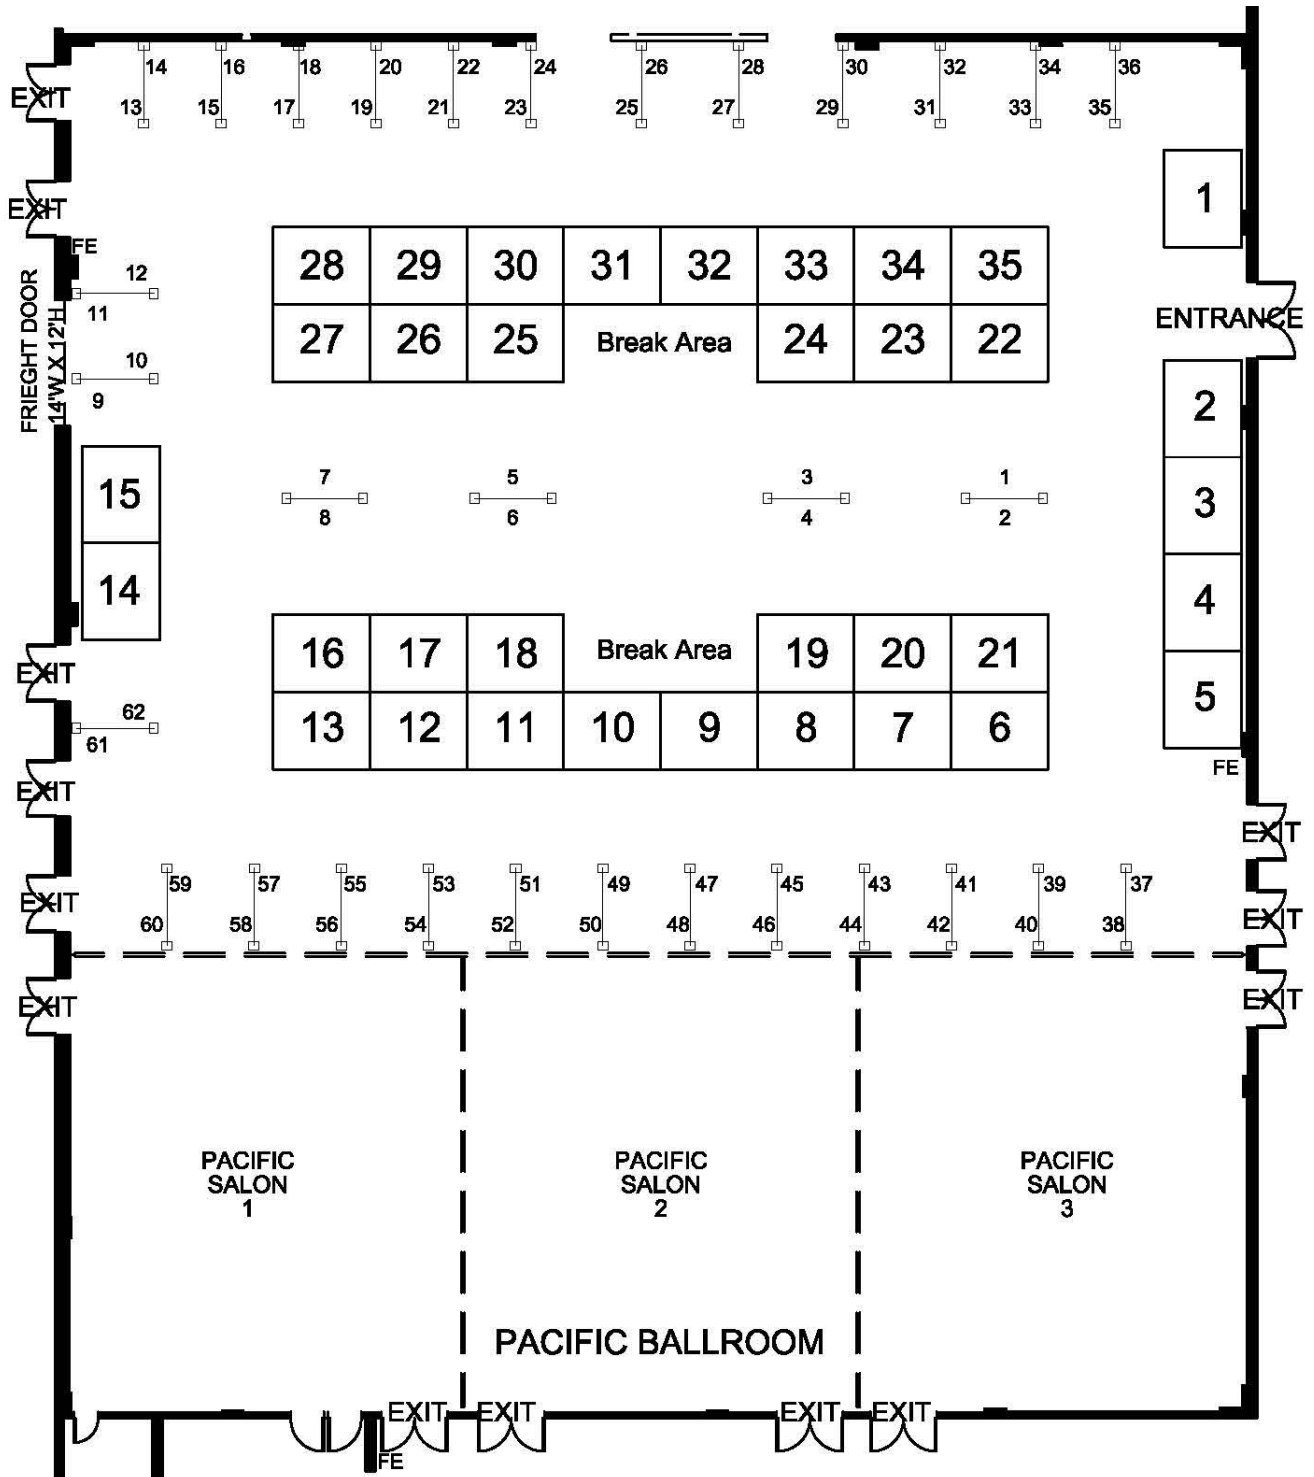 14 16 18 20 22 24 26 28 30 32 34 36
EXIT
13 15 17 19 21 23 25 27 29 31 33 35
1
EXIT
FE
28 29 30 31 32 33 34 35
12
11
FRIEGHT DOOR
14'W X 12'H
ENTRANCE
27 26 25 Break Area 24 23 22
10
9
2
15
7 5 3 1
3
8 6 4 2
14
4
16 17 18 Break Area 19 20 21
EXIT
5
62
61
13 12 11 10 9 8 7 6
FE
EXIT
EXIT
59 57 55 53 51 49 47 45 43 41 39 37
EXIT
60 58 56 54 52 50 48 46 44 42 40 38
EXIT
EXIT
EXIT
PACIFIC
SALON
1
PACIFIC
SALON
2
PACIFIC
SALON
3
PACIFIC BALLROOM
EXIT EXIT EXIT EXIT
FE